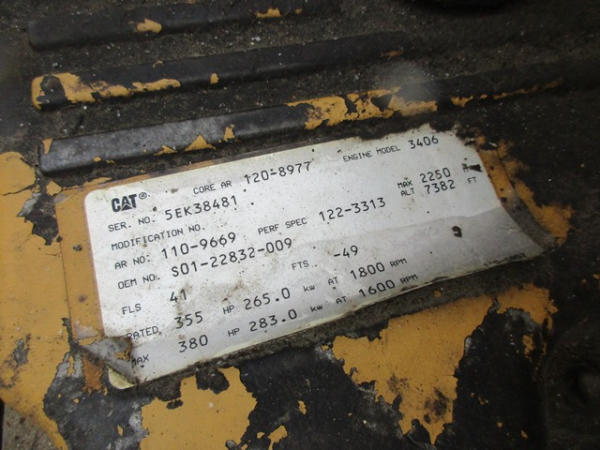 CAT® CORE AR 120-8977 ENGINE MODEL 3406
SER. NO. 5EK38481 MAX 2250
MODIFICATION NO. ALT 7382 FT
AR NO: 110-9669 PERF SPEC 122-3313
OEM NO. S01-22832-009
FLS 41 FTS -49
RATED 355 HP 265.0 kw AT 1800 RPM
MAX 380 HP 283.0 kw AT 1600 RPM